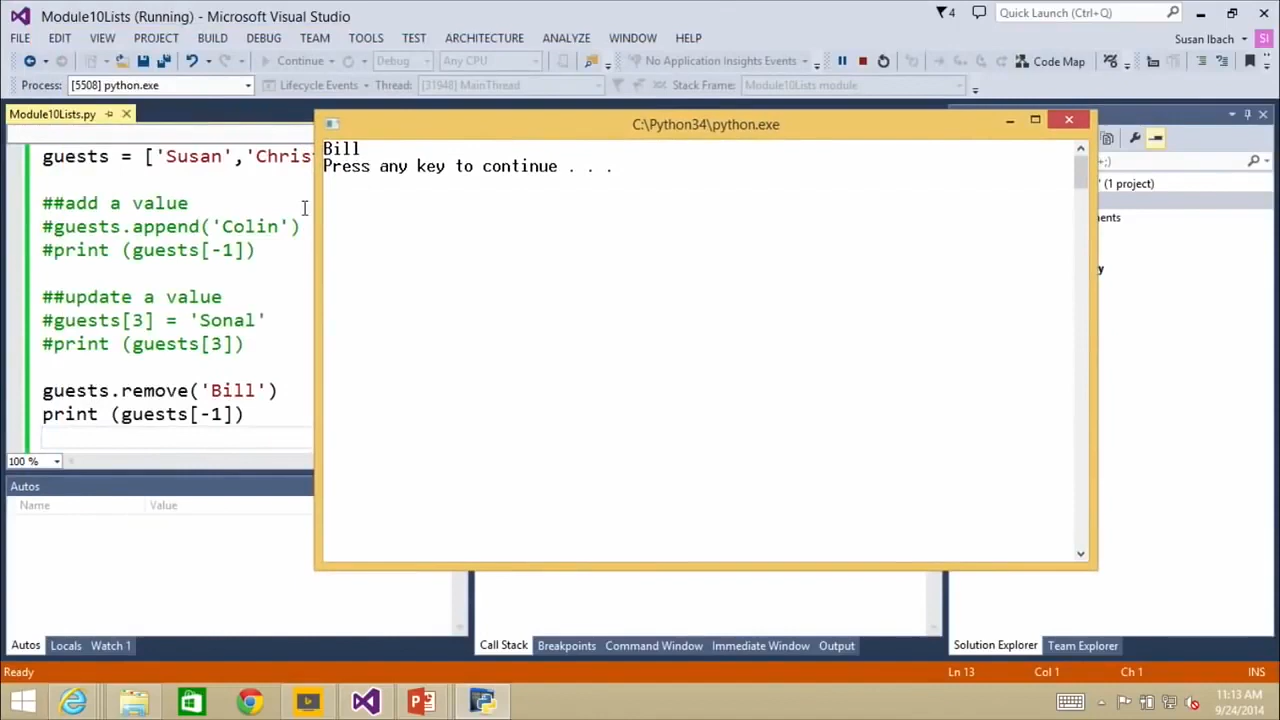 Module10Lists (Running) - Microsoft Visual Studio
4
Quick Launch (Ctrl+Q)
FILE EDIT VIEW PROJECT BUILD DEBUG TEAM TOOLS TEST ARCHITECTURE ANALYZE WINDOW HELP
Susan Ibach
SI
Continue
Debug
Any CPU
No Application Insights Events
Code Map
Process: [5508] python.exe
Lifecycle Events
Thread: [31948] MainThread
Stack Frame: Module10Lists module
Module10Lists.py
C:\Python34\python.exe
Bill
Press any key to continue . . .
guests = ['Susan','Christ
##add a value
#guests.append('Colin')
#print (guests[-1])
##update a value
#guests[3] = 'Sonal'
#print (guests[3])
guests.remove('Bill')
print (guests[-1])
100 %
+;)
' (1 project)
ments
y
Autos
Name Value
Autos Locals Watch 1
Call Stack Breakpoints Command Window Immediate Window Output
Solution Explorer Team Explorer
Ready
Ln 13 Col 1 Ch 1 INS
11:13 AM
9/24/2014